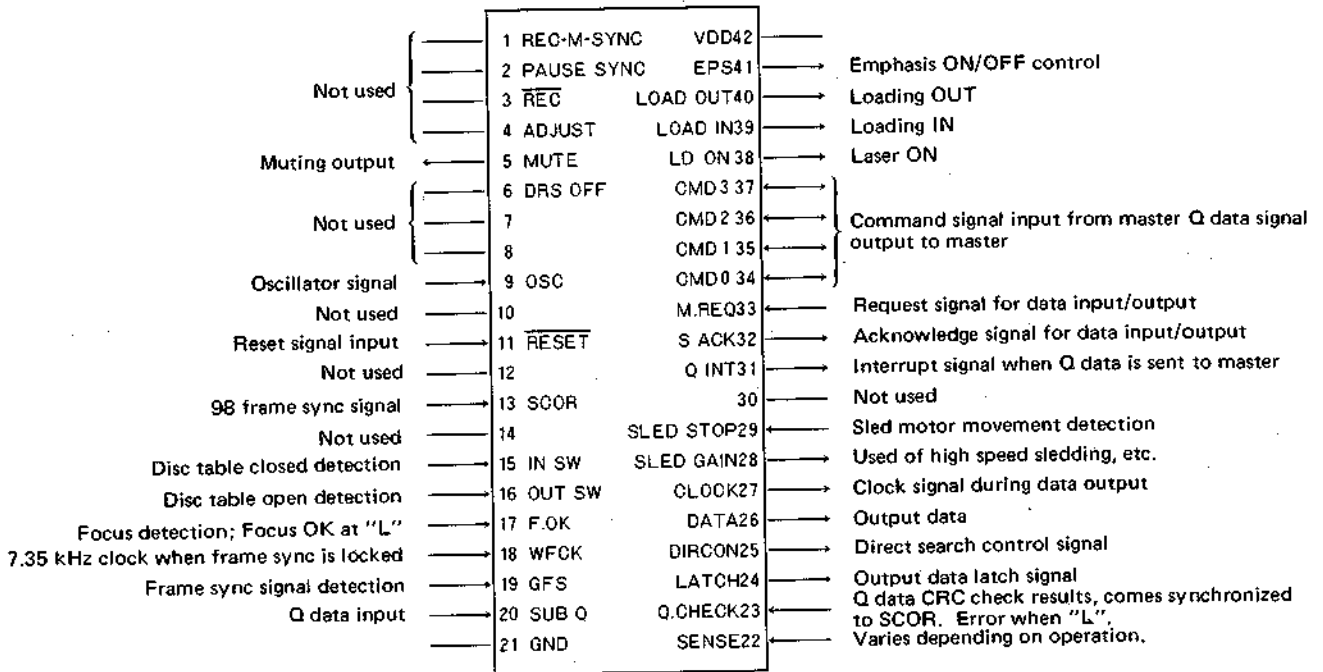 1 REC-M-SYNC VDD42
2 PAUSE SYNC EPS41 Emphasis ON/OFF control
Not used
3 REC LOAD OUT40 Loading OUT
4 ADJUST LOAD IN39 Loading IN
Muting output 5 MUTE LD ON 38 Laser ON
6 DRS OFF CMD 3 37
Not used 7 CMD 2 36 Command signal input from master Q data signal
8 CMD 1 35 output to master
Oscillator signal 9 OSC CMD 0 34
Not used 10 M.REQ33 Request signal for data input/output
Reset signal input 11 RESET S ACK32 Acknowledge signal for data input/output
Not used 12 Q INT31 Interrupt signal when Q data is sent to master
98 frame sync signal 13 SCOR 30 Not used
Not used 14 SLED STOP29 Sled motor movement detection
Disc table closed detection 15 IN SW SLED GAIN28 Used of high speed sledding, etc.
Disc table open detection 16 OUT SW CLOCK27 Clock signal during data output
Focus detection; Focus OK at "L" 17 F.OK DATA26 Output data
7.35 kHz clock when frame sync is locked 18 WFCK DIRCON25 Direct search control signal
Frame sync signal detection 19 GFS LATCH24 Output data latch signal
Q data input 20 SUB Q Q.CHECK23 Q data CRC check results, comes synchronized
to SCOR. Error when "L".
21 GND SENSE22 Varies depending on operation.